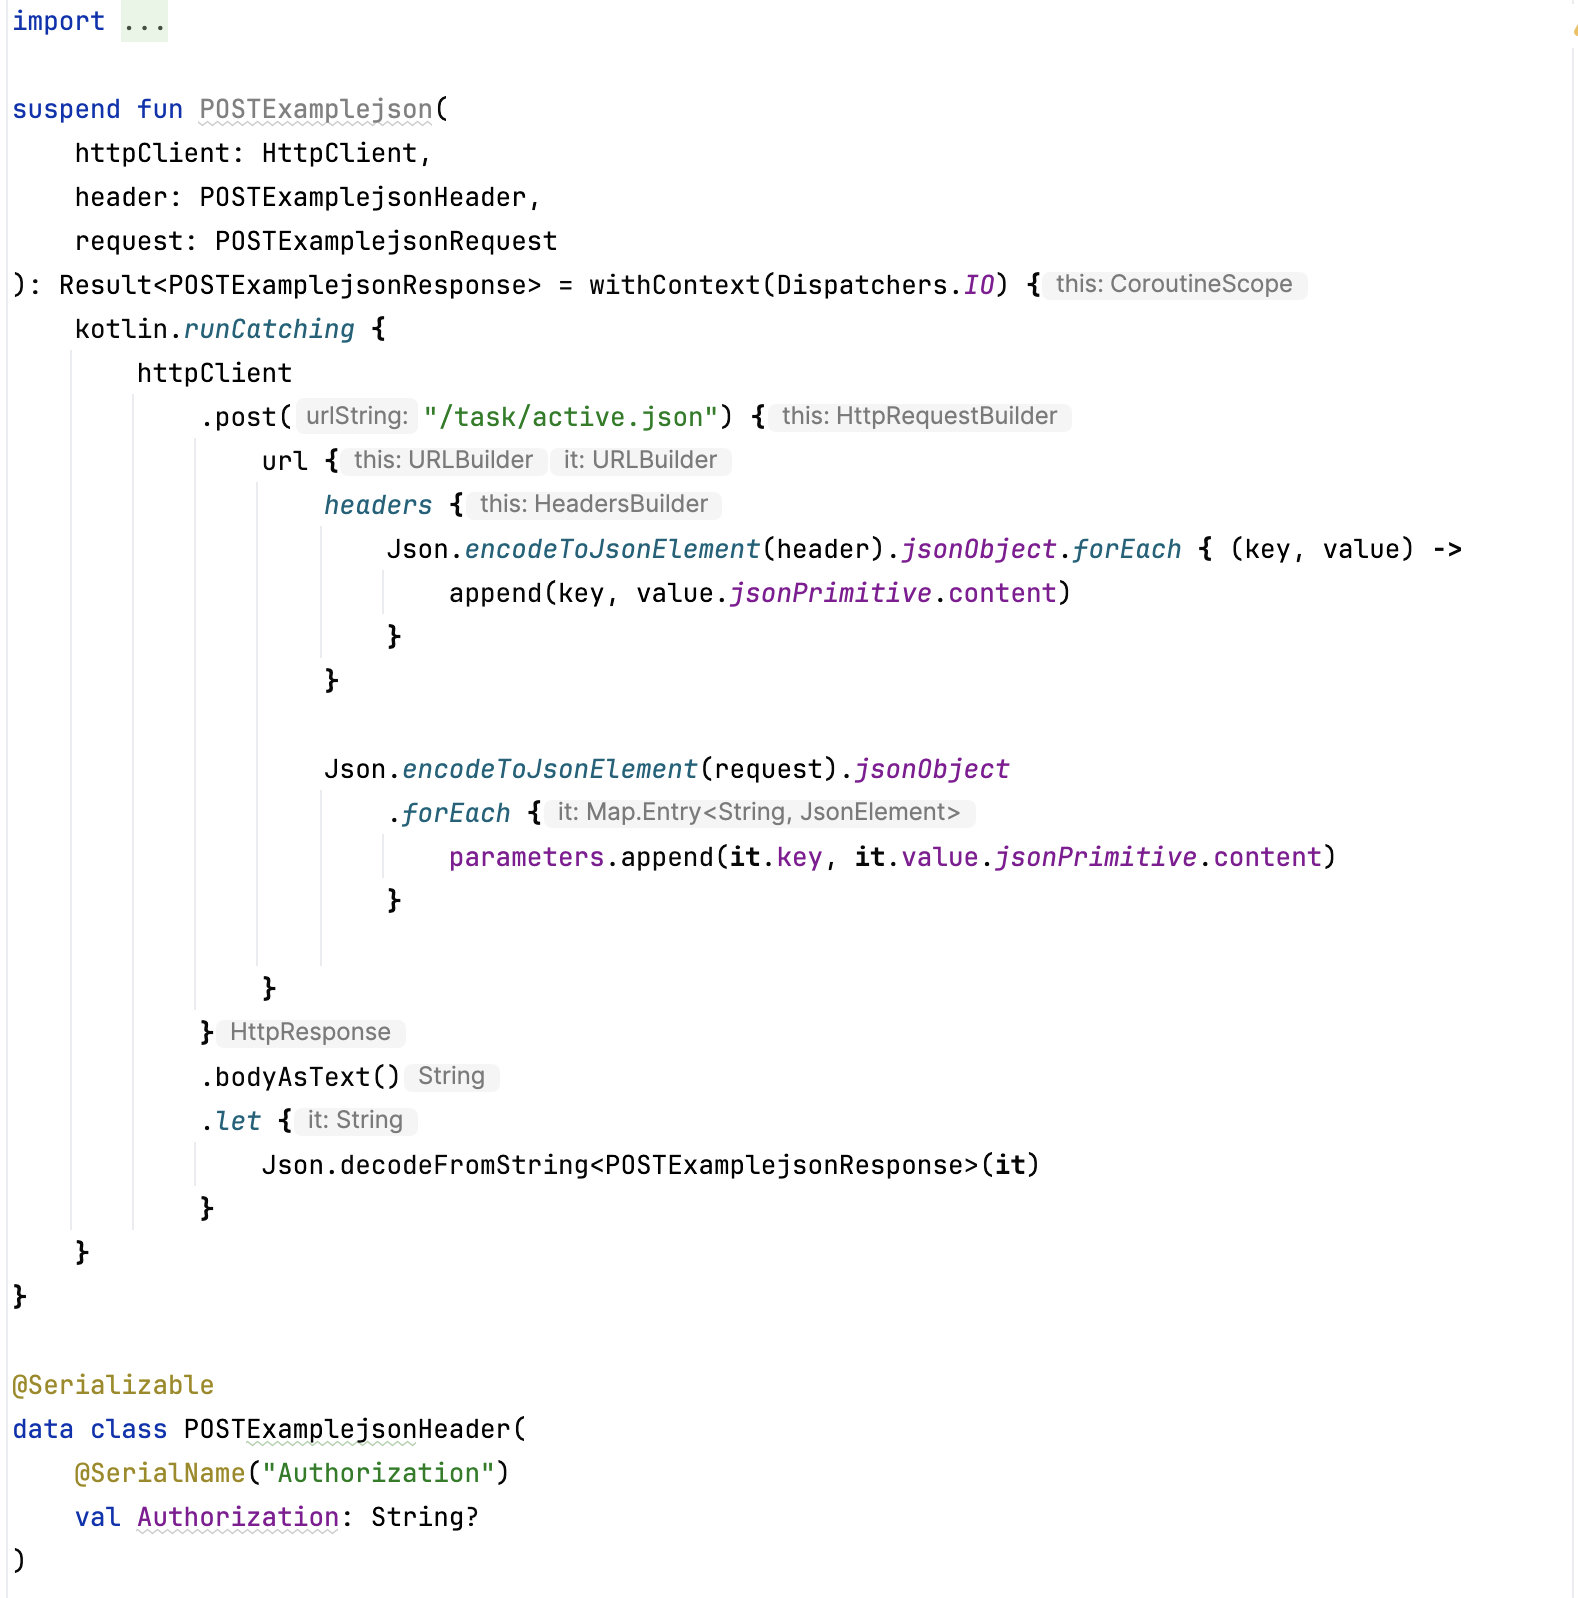 import ...
suspend fun POSTExamplejson(
httpClient: HttpClient,
header: POSTExamplejsonHeader,
request: POSTExamplejsonRequest
): Result<POSTExamplejsonResponse> = withContext(Dispatchers.IO) { this: CoroutineScope
kotlin.runCatching {
httpClient
.post( urlString: "/task/active.json") { this: HttpRequestBuilder
url { this: URLBuilder it: URLBuilder
headers { this: HeadersBuilder
Json.encodeToJsonElement(header).jsonObject.forEach { (key, value) ->
append(key, value.jsonPrimitive.content)
}
}
Json.encodeToJsonElement(request).jsonObject
.forEach { it: Map.Entry<String, JsonElement>
parameters.append(it.key, it.value.jsonPrimitive.content)
}
}
} HttpResponse
.bodyAsText() String
.let { it: String
Json.decodeFromString<POSTExamplejsonResponse>(it)
}
}
}
@Serializable
data class POSTExamplejsonHeader(
@SerialName("Authorization")
val Authorization: String?
)